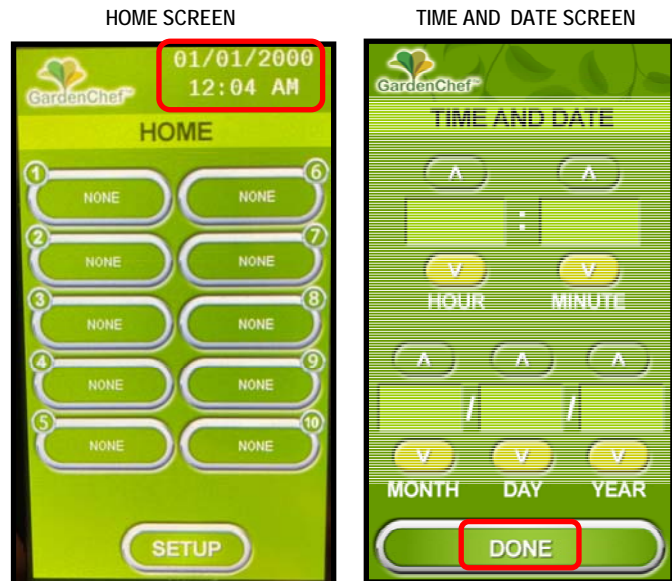 HOME SCREEN
TIME AND DATE SCREEN
GardenChef™
01/01/2000
12:04 AM
HOME
1 NONE
NONE 6
2 NONE
NONE 7
3 NONE
NONE 8
4 NONE
NONE 9
5 NONE
NONE 10
SETUP
GardenChef™
TIME AND DATE
:
HOUR MINUTE
/ /
MONTH DAY YEAR
DONE